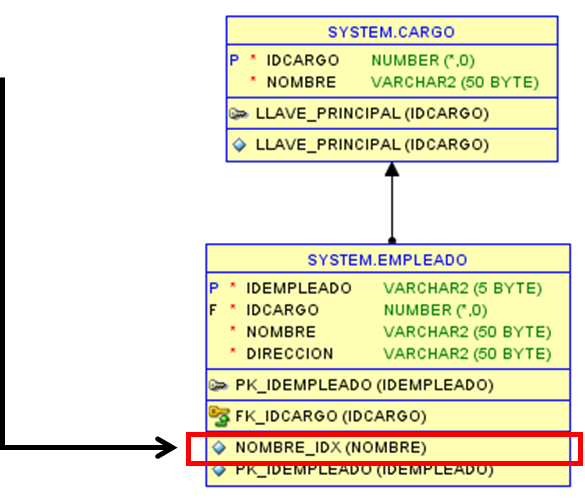 SYSTEM.CARGO
P * IDCARGO NUMBER (*,0)
* NOMBRE VARCHAR2 (50 BYTE)
LLAVE_PRINCIPAL (IDCARGO)
LLAVE_PRINCIPAL (IDCARGO)
SYSTEM.EMPLEADO
P * IDEMPLEADO VARCHAR2 (5 BYTE)
F * IDCARGO NUMBER (*,0)
* NOMBRE VARCHAR2 (50 BYTE)
* DIRECCION VARCHAR2 (50 BYTE)
PK_IDEMPLEADO (IDEMPLEADO)
FK_IDCARGO (IDCARGO)
NOMBRE_IDX (NOMBRE)
PK_IDEMPLEADO (IDEMPLEADO)